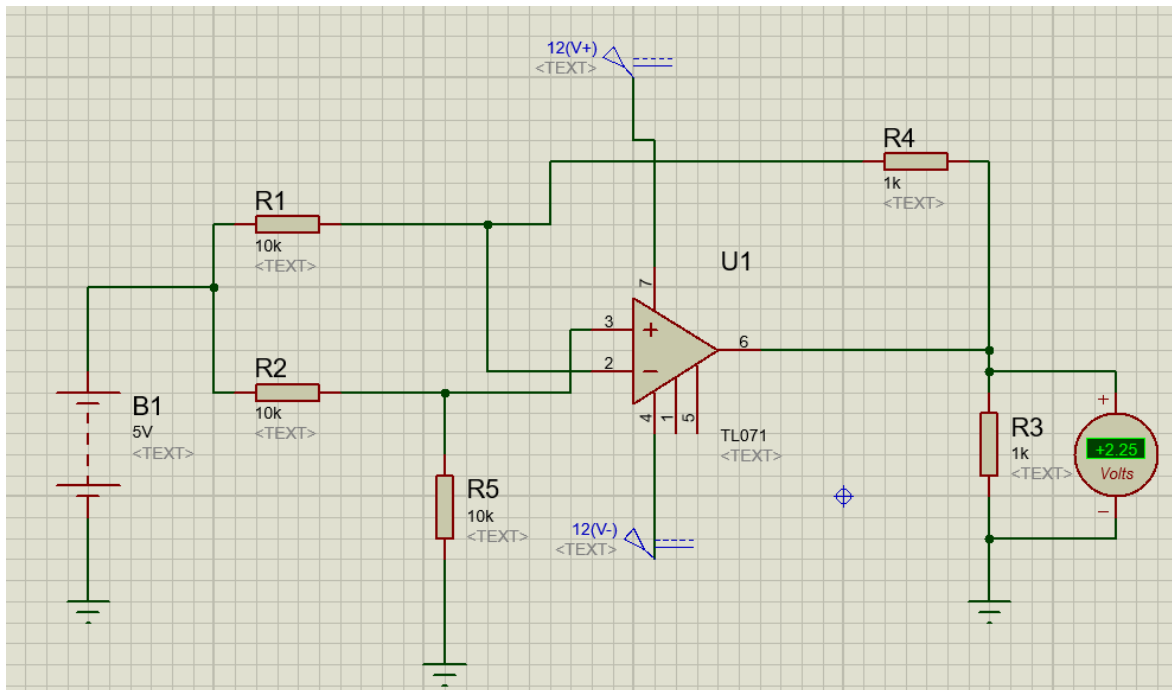 12(V+)
<TEXT>
R4
1k
<TEXT>
R1
10k
<TEXT>
U1
7
3
+
2
−
6
4
1
5
TL071
<TEXT>
R2
10k
<TEXT>
B1
5V
<TEXT>
R5
10k
<TEXT>
12(V-)
<TEXT>
R3
1k
<TEXT>
+
+2.25
Volts
−